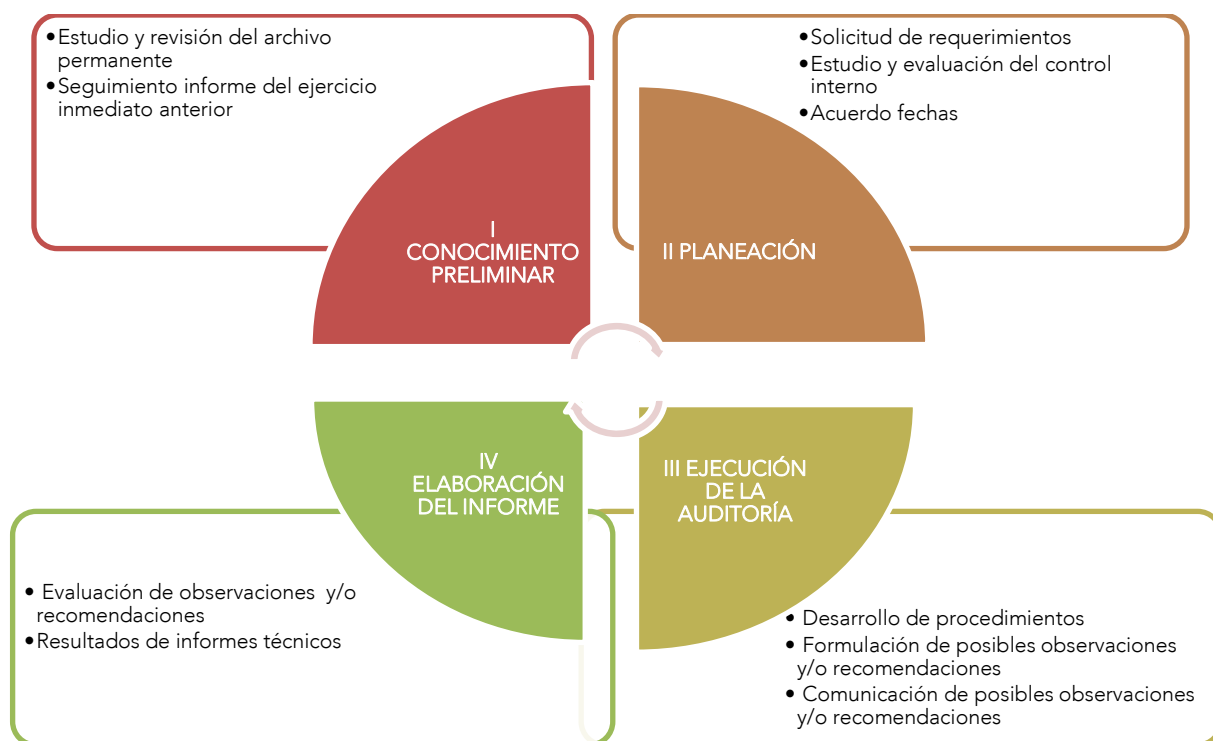 •Estudio y revisión del archivo
permanente
•Seguimiento informe del ejercicio
inmediato anterior
I
CONOCIMIENTO
PRELIMINAR
•Solicitud de requerimientos
•Estudio y evaluación del control
interno
•Acuerdo fechas
II PLANEACIÓN
III EJECUCIÓN
DE LA
AUDITORÍA
• Desarrollo de procedimientos
• Formulación de posibles observaciones
y/o recomendaciones
• Comunicación de posibles observaciones
y/o recomendaciones
IV
ELABORACIÓN
DEL INFORME
• Evaluación de observaciones y/o
recomendaciones
•Resultados de informes técnicos